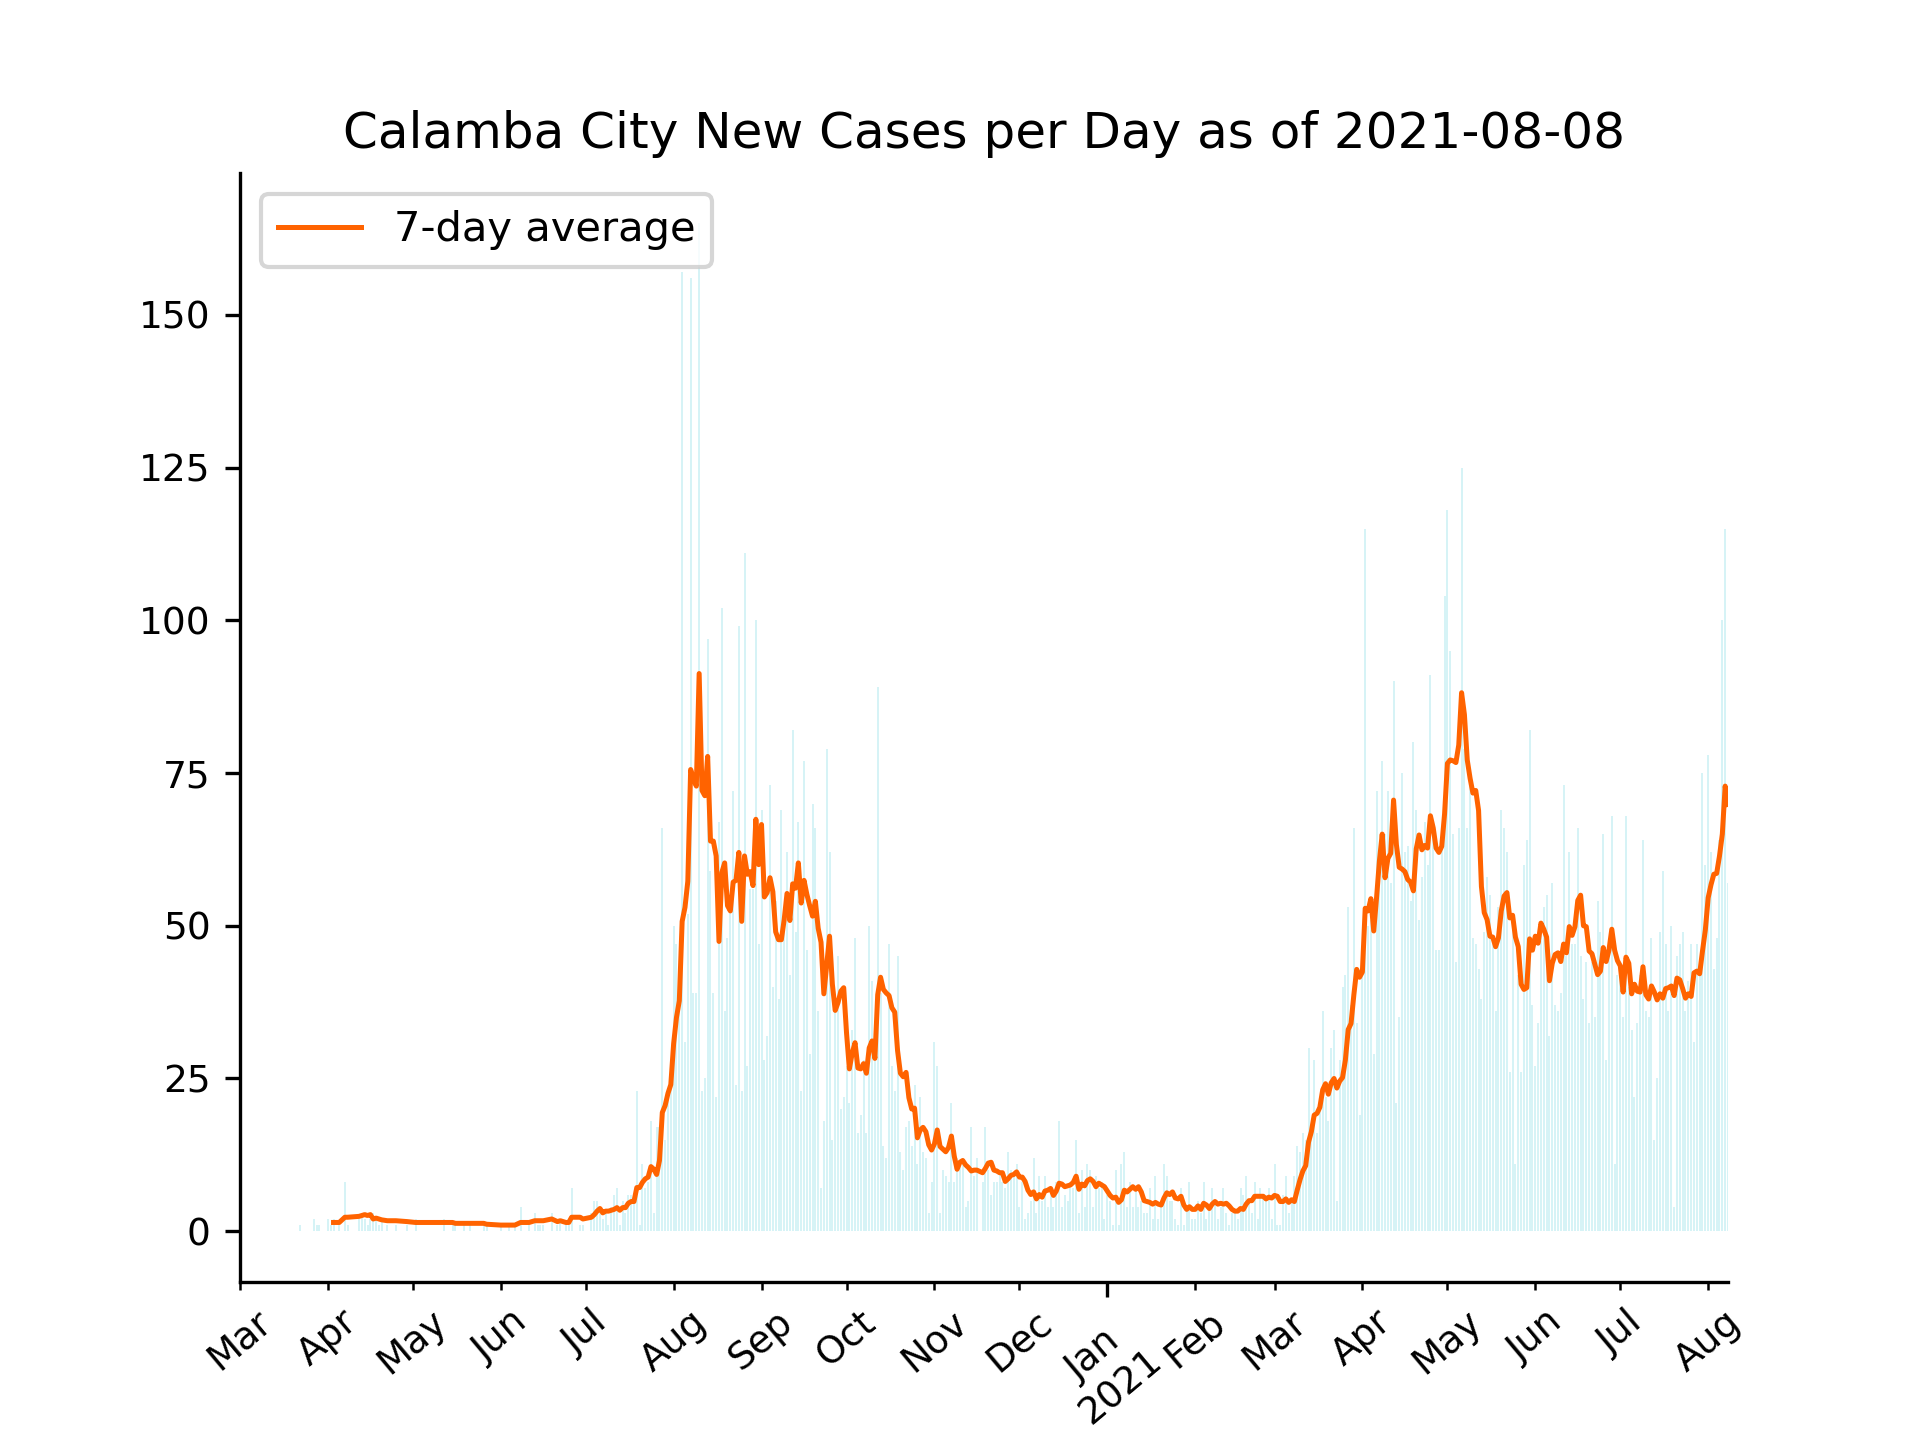 Calamba City New Cases per Day as of 2021-08-08
7-day average
150
125
100
75
50
25
0
Mar Apr May Jun Jul Aug Sep Oct Nov Dec Jan Feb Mar Apr May Jun Jul Aug
2021